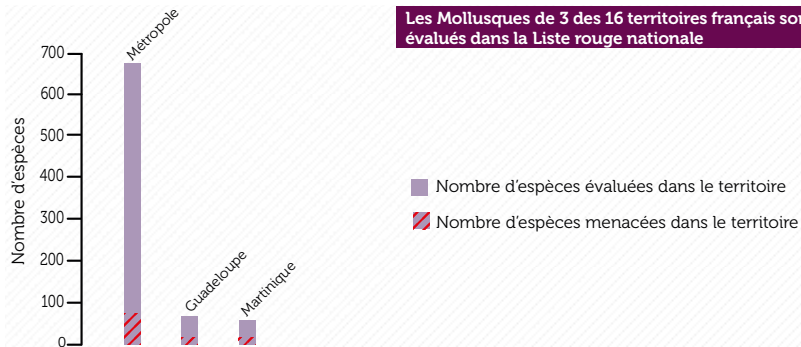 Les Mollusques de 3 des 16 territoires français so
évalués dans la Liste rouge nationale
Nombre d'espèces
700
600
500
400
300
200
100
0
Métropole
Guadeloupe
Martinique
Nombre d'espèces évaluées dans le territoire
Nombre d'espèces menacées dans le territoire